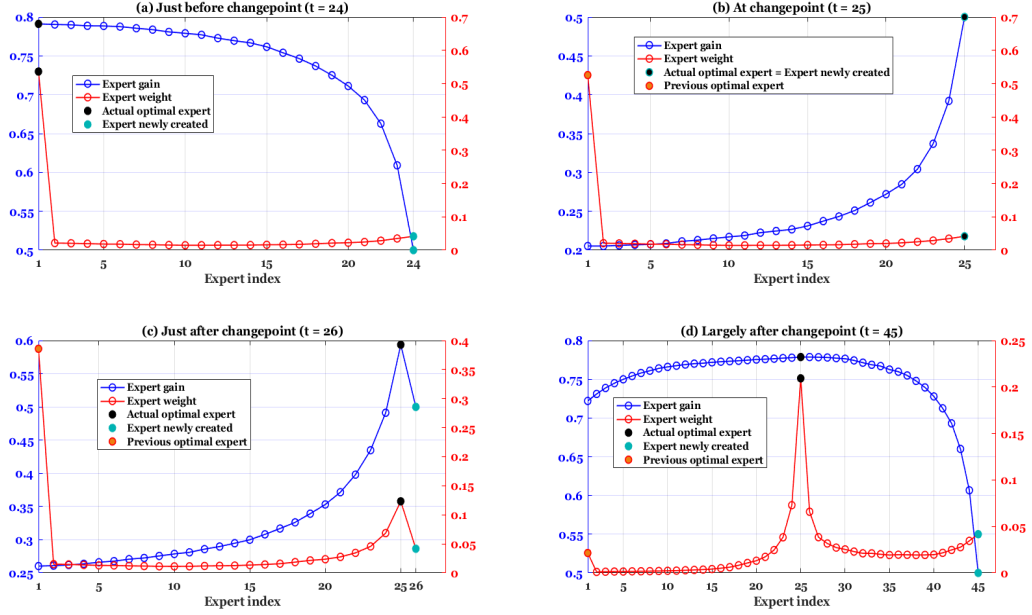 (a) Just before changepoint (t = 24)
0.8
0.75
0.7
0.65
0.6
0.55
0.5
0.7
0.6
0.5
0.4
0.3
0.2
0.1
0
Expert gain
Expert weight
Actual optimal expert
Expert newly created
1 5 10 15 20 24
Expert index
(b) At changepoint (t = 25)
0.5
0.45
0.4
0.35
0.3
0.25
0.2
0.7
0.6
0.5
0.4
0.3
0.2
0.1
0
Expert gain
Expert weight
Actual optimal expert = Expert newly created
Previous optimal expert
1 5 10 15 20 25
Expert index
(c) Just after changepoint (t = 26)
0.6
0.55
0.5
0.45
0.4
0.35
0.3
0.25
0.4
0.35
0.3
0.25
0.2
0.15
0.1
0.05
0
Expert gain
Expert weight
Actual optimal expert
Expert newly created
Previous optimal expert
1 5 10 15 20 25 26
Expert index
(d) Largely after changepoint (t = 45)
0.8
0.75
0.7
0.65
0.6
0.55
0.5
0.25
0.2
0.15
0.1
0.05
0
Expert gain
Expert weight
Actual optimal expert
Expert newly created
Previous optimal expert
1 5 10 15 20 25 30 35 40 45
Expert index